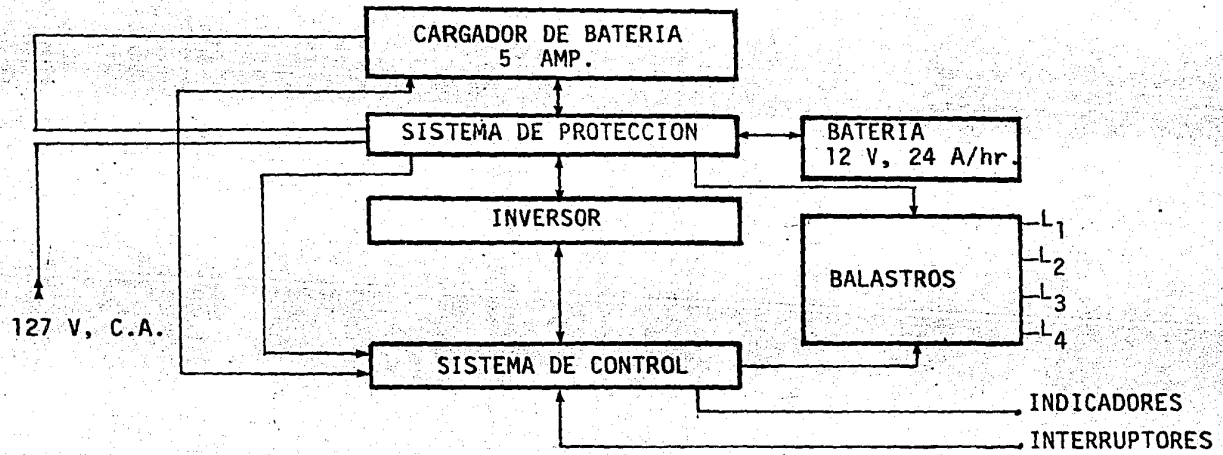 CARGADOR DE BATERIA
5 AMP.
SISTEMA DE PROTECCION
BATERIA
12 V, 24 A/hr.
INVERSOR
BALASTROS
L1
L2
L3
L4
127 V, C.A.
SISTEMA DE CONTROL
INDICADORES
INTERRUPTORES